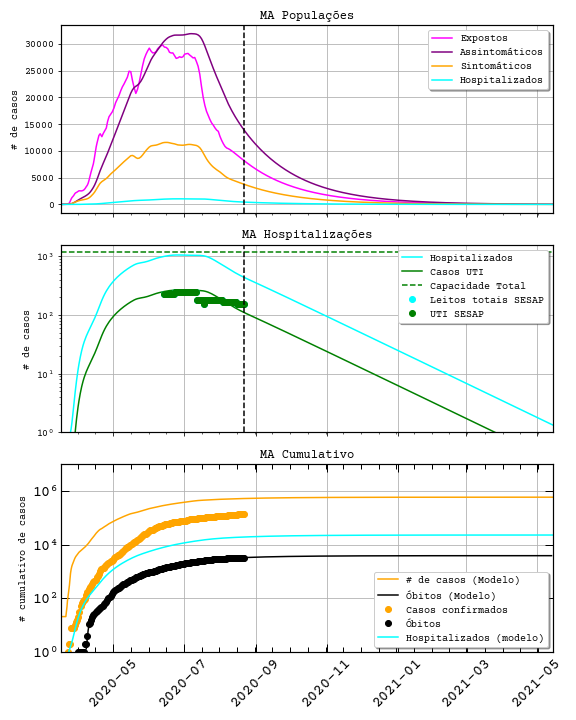 MA Populações
# de casos
30000
25000
20000
15000
10000
5000
0
Expostos
Assintomáticos
Sintomáticos
Hospitalizados
MA Hospitalizações
# de casos
10³
10²
10¹
10⁰
Hospitalizados
Casos UTI
Capacidade Total
Leitos totais SESAP
UTI SESAP
MA Cumulativo
# cumulativo de casos
10⁶
10⁴
10²
10⁰
# de casos (Modelo)
Óbitos (Modelo)
Casos confirmados
Óbitos
Hospitalizados (modelo)
2020-05
2020-07
2020-09
2020-11
2021-01
2021-03
2021-05